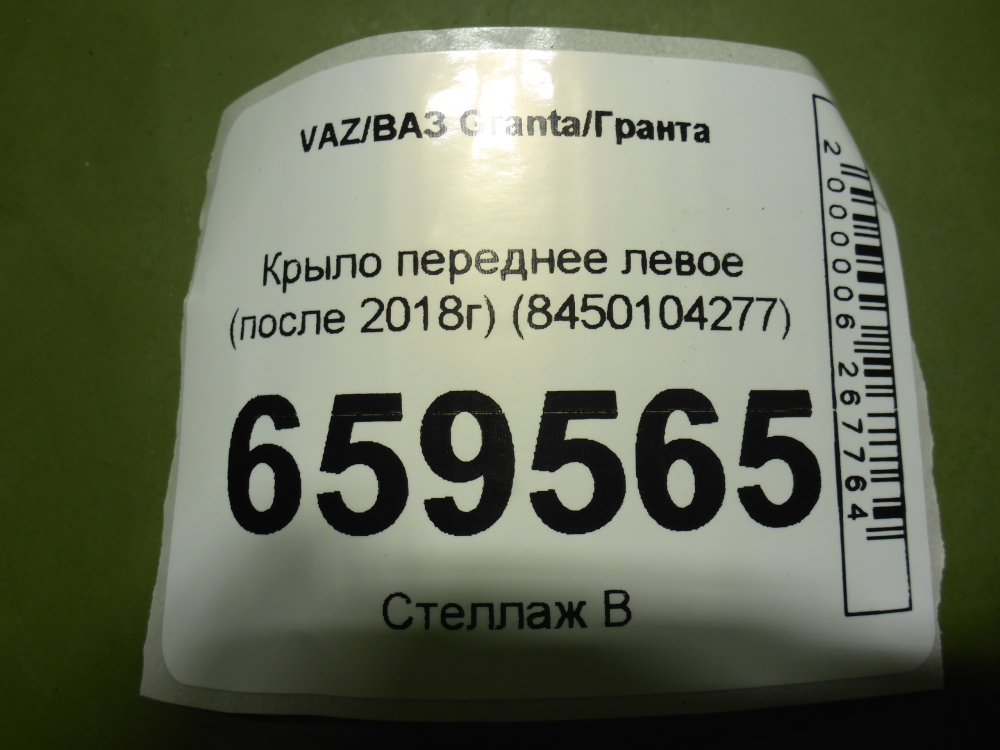 VAZ/ВАЗ Granta/Гранта
Крыло переднее левое
(после 2018г) (8450104277)
659565
Стеллаж В
2000006267764